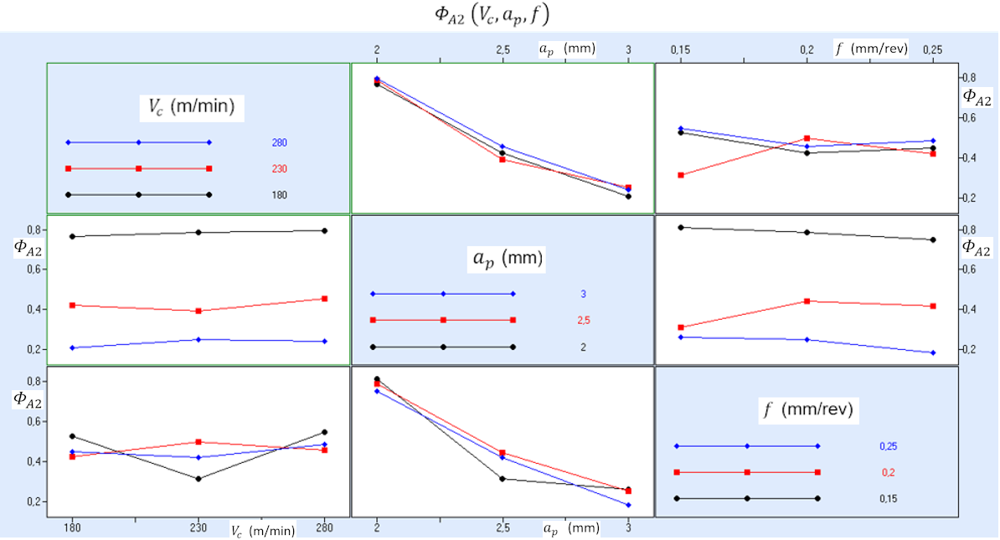 Φ_A2 (V_c, a_p, f)
2 2,5 a_p (mm) 3 0,15 0,2 f (mm/rev) 0,25
V_c (m/min)
280
230
180
0,8
Φ_A2
0,6
0,4
0,2
0,8
Φ_A2
0,6
0,4
0,2
a_p (mm)
3
2,5
2
0,8
Φ_A2
0,6
0,4
0,2
0,8
Φ_A2
0,6
0,4
0,2
f (mm/rev)
0,25
0,2
0,15
180 230 V_c (m/min) 280 2 2,5 a_p (mm) 3